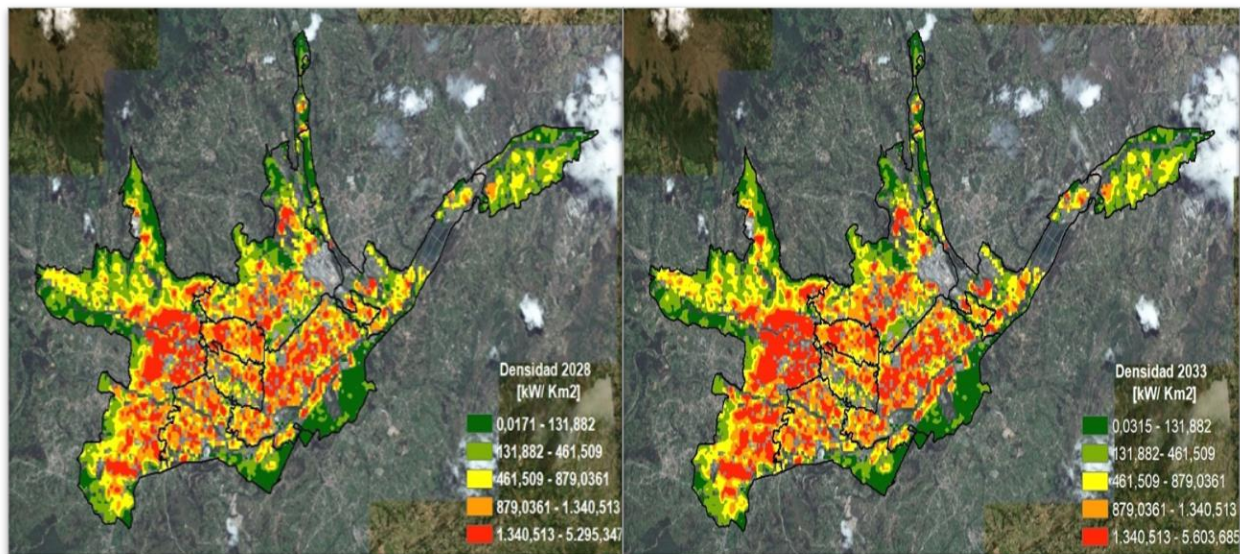 Densidad 2028
[kW/ Km2]
0,0171 - 131,882
131,882 - 461,509
461,509 - 879,0361
879,0361 - 1.340,513
1.340,513 - 5.295,347
Densidad 2033
[kW/ Km2]
0,0315 - 131,882
131,882- 461,509
461,509 - 879,0361
879,0361 - 1.340,513
1.340,513 - 5.603,685